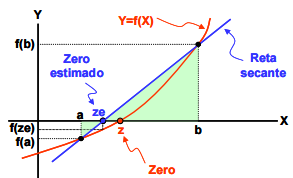 Y
Y=f(X)
f(b)
Zero
estimado
Reta
secante
ze
a
X
f(ze)
f(a)
z
b
Zero